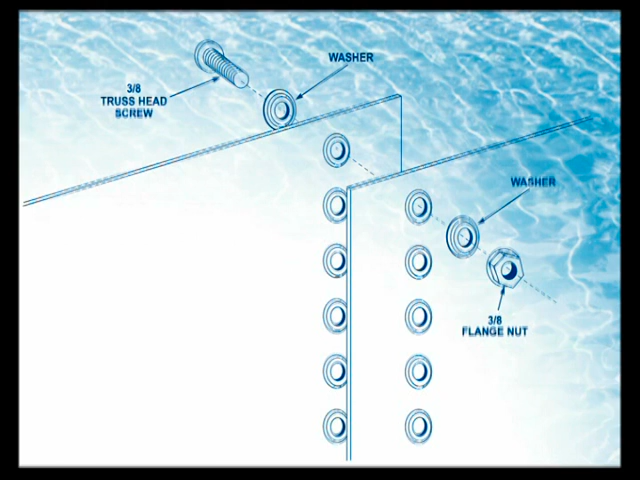 WASHER
3/8
TRUSS HEAD
SCREW
WASHER
3/8
FLANGE NUT